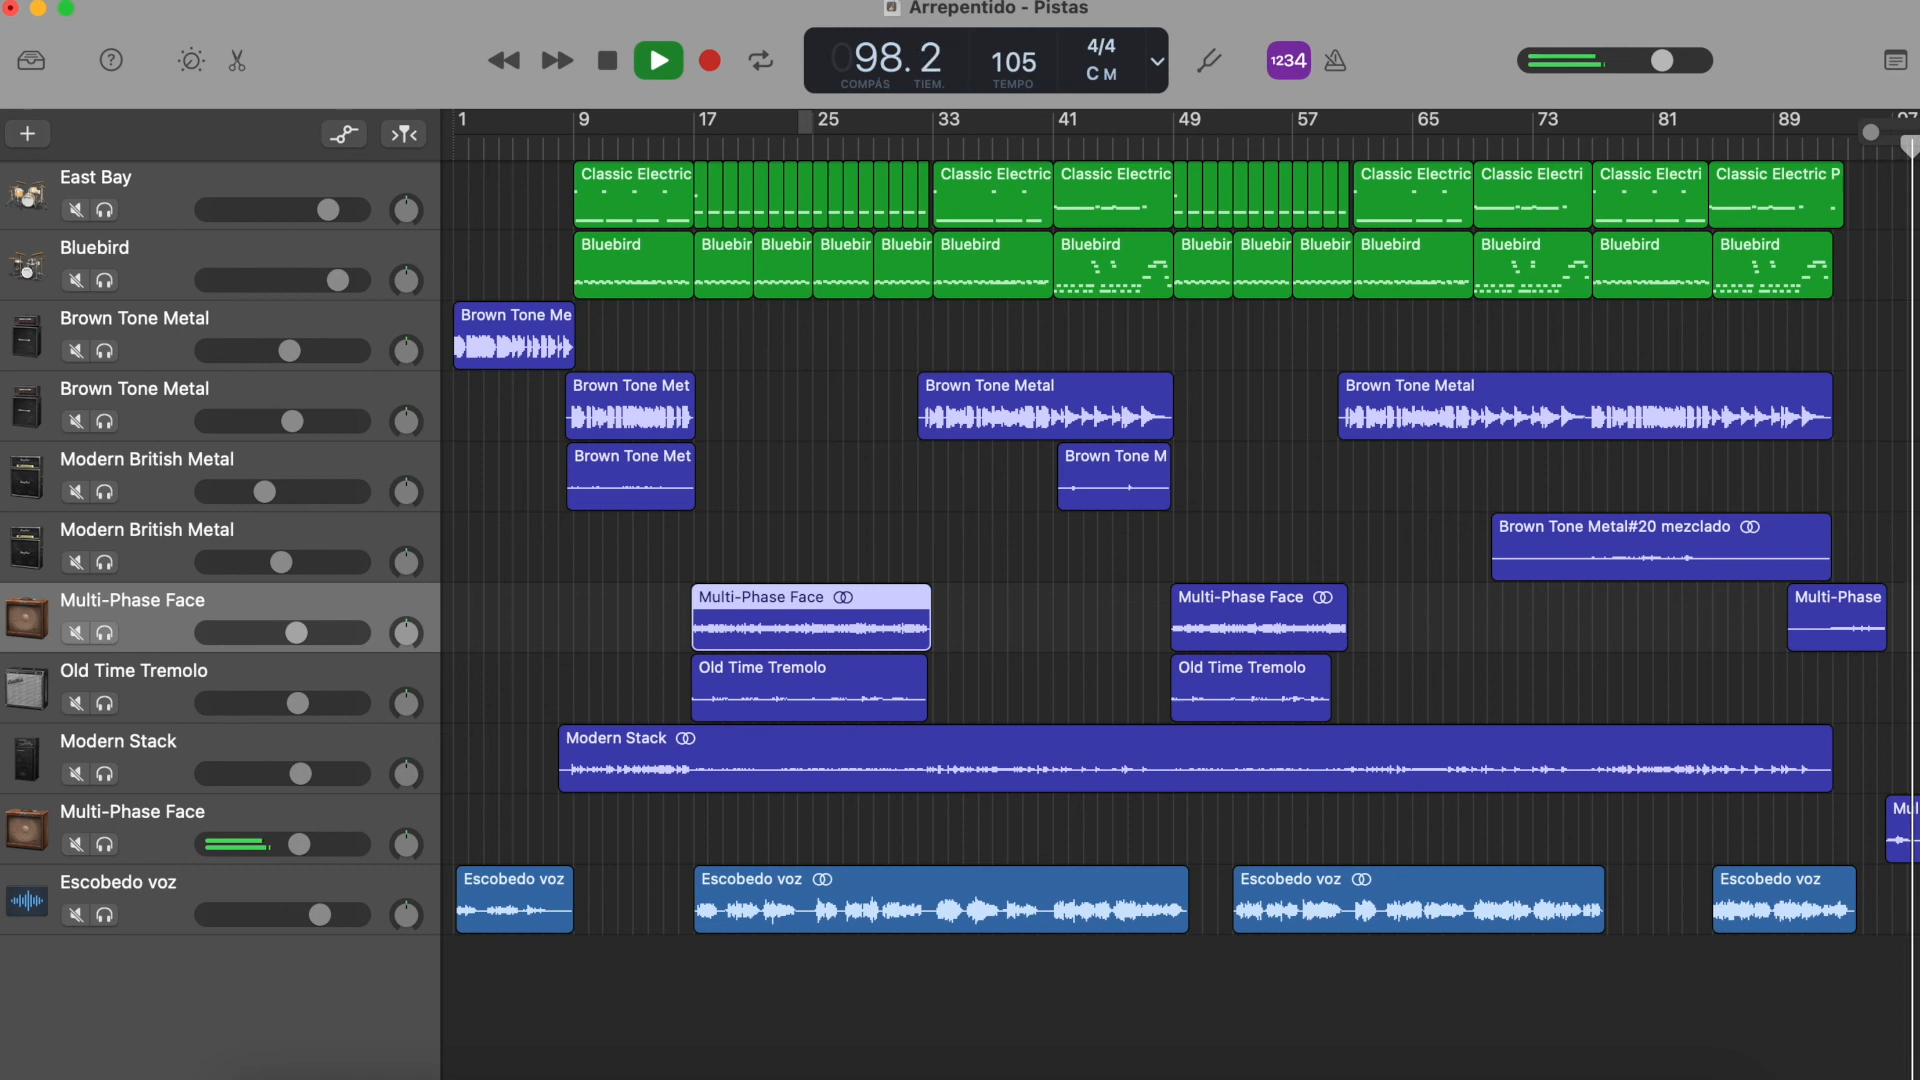 Arrepentido - Pistas
98. 2
105
4/4
C M
COMPÁS
TIEM.
TEMPO
1234
1
9
17
25
33
41
49
57
65
73
81
89
East Bay
Classic Electric
Classic Electric
Classic Electric
Classic Electric
Classic Electri
Classic Electri
Classic Electric P
Bluebird
Bluebird
Bluebir
Bluebir
Bluebir
Bluebir
Bluebird
Bluebird
Bluebir
Bluebir
Bluebir
Bluebird
Bluebird
Bluebird
Bluebird
Brown Tone Metal
Brown Tone Me
Brown Tone Metal
Brown Tone Met
Brown Tone Metal
Brown Tone Metal
Modern British Metal
Brown Tone Met
Brown Tone M
Modern British Metal
Brown Tone Metal#20 mezclado
Multi-Phase Face
Multi-Phase Face
Multi-Phase Face
Multi-Phase
Old Time Tremolo
Old Time Tremolo
Old Time Tremolo
Modern Stack
Modern Stack
Multi-Phase Face
Mul
Escobedo voz
Escobedo voz
Escobedo voz
Escobedo voz
Escobedo voz